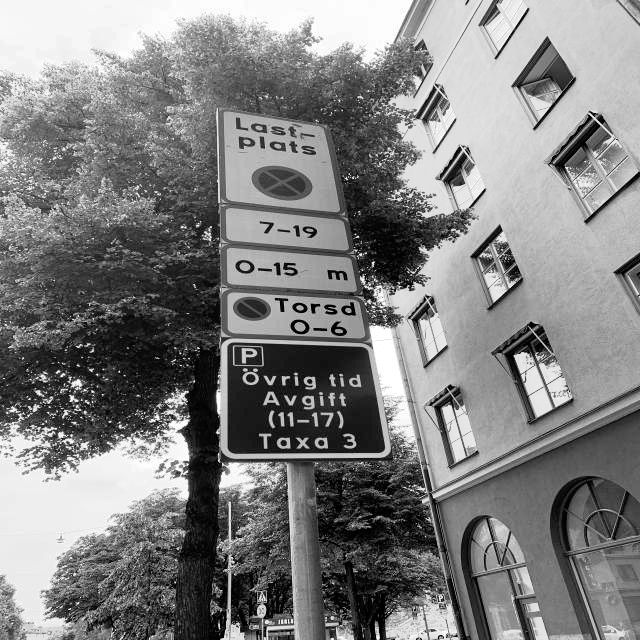 Last-
plats
7-19
0-15 m
Torsd
0-6
P
Övrig tid
Avgift
(11-17)
Taxa 3